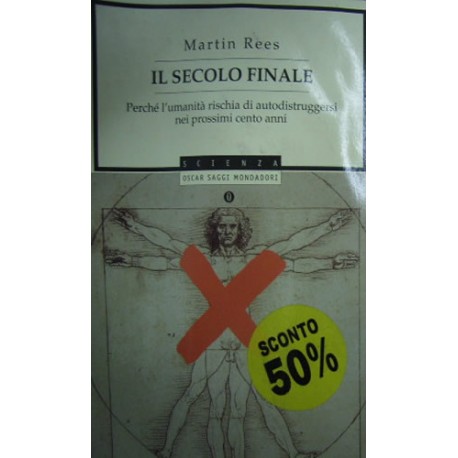 Martin Rees
IL SECOLO FINALE
Perché l'umanità rischia di autodistruggersi
nei prossimi cento anni
SCIENZA
OSCAR SAGGI MONDADORI
SCONTO
50%